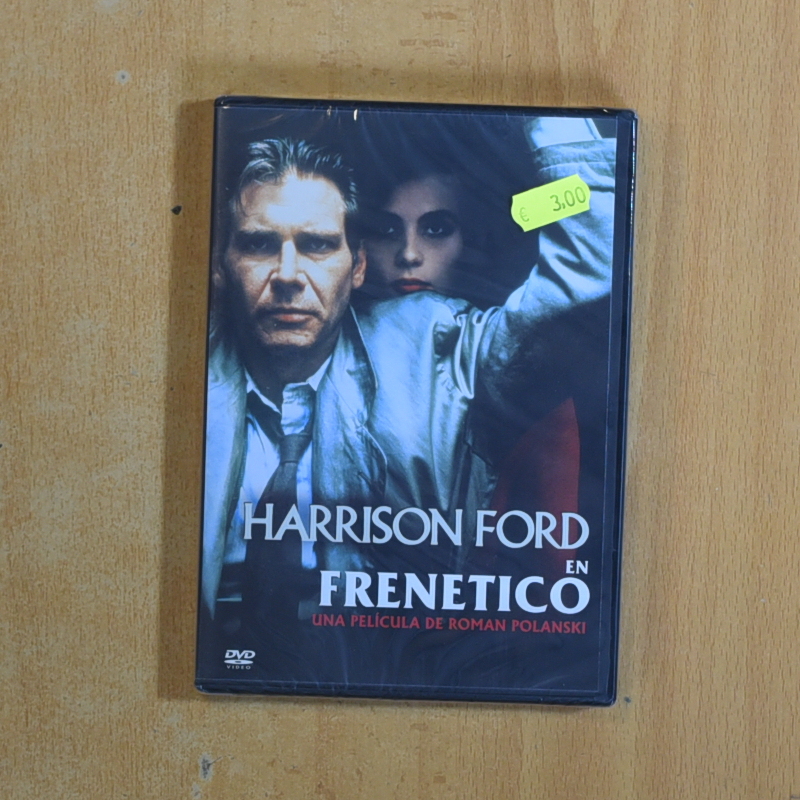 € 3,00
HARRISON FORD
EN
FRENETICO
UNA PELÍCULA DE ROMAN POLANSKI
DVD
VIDEO